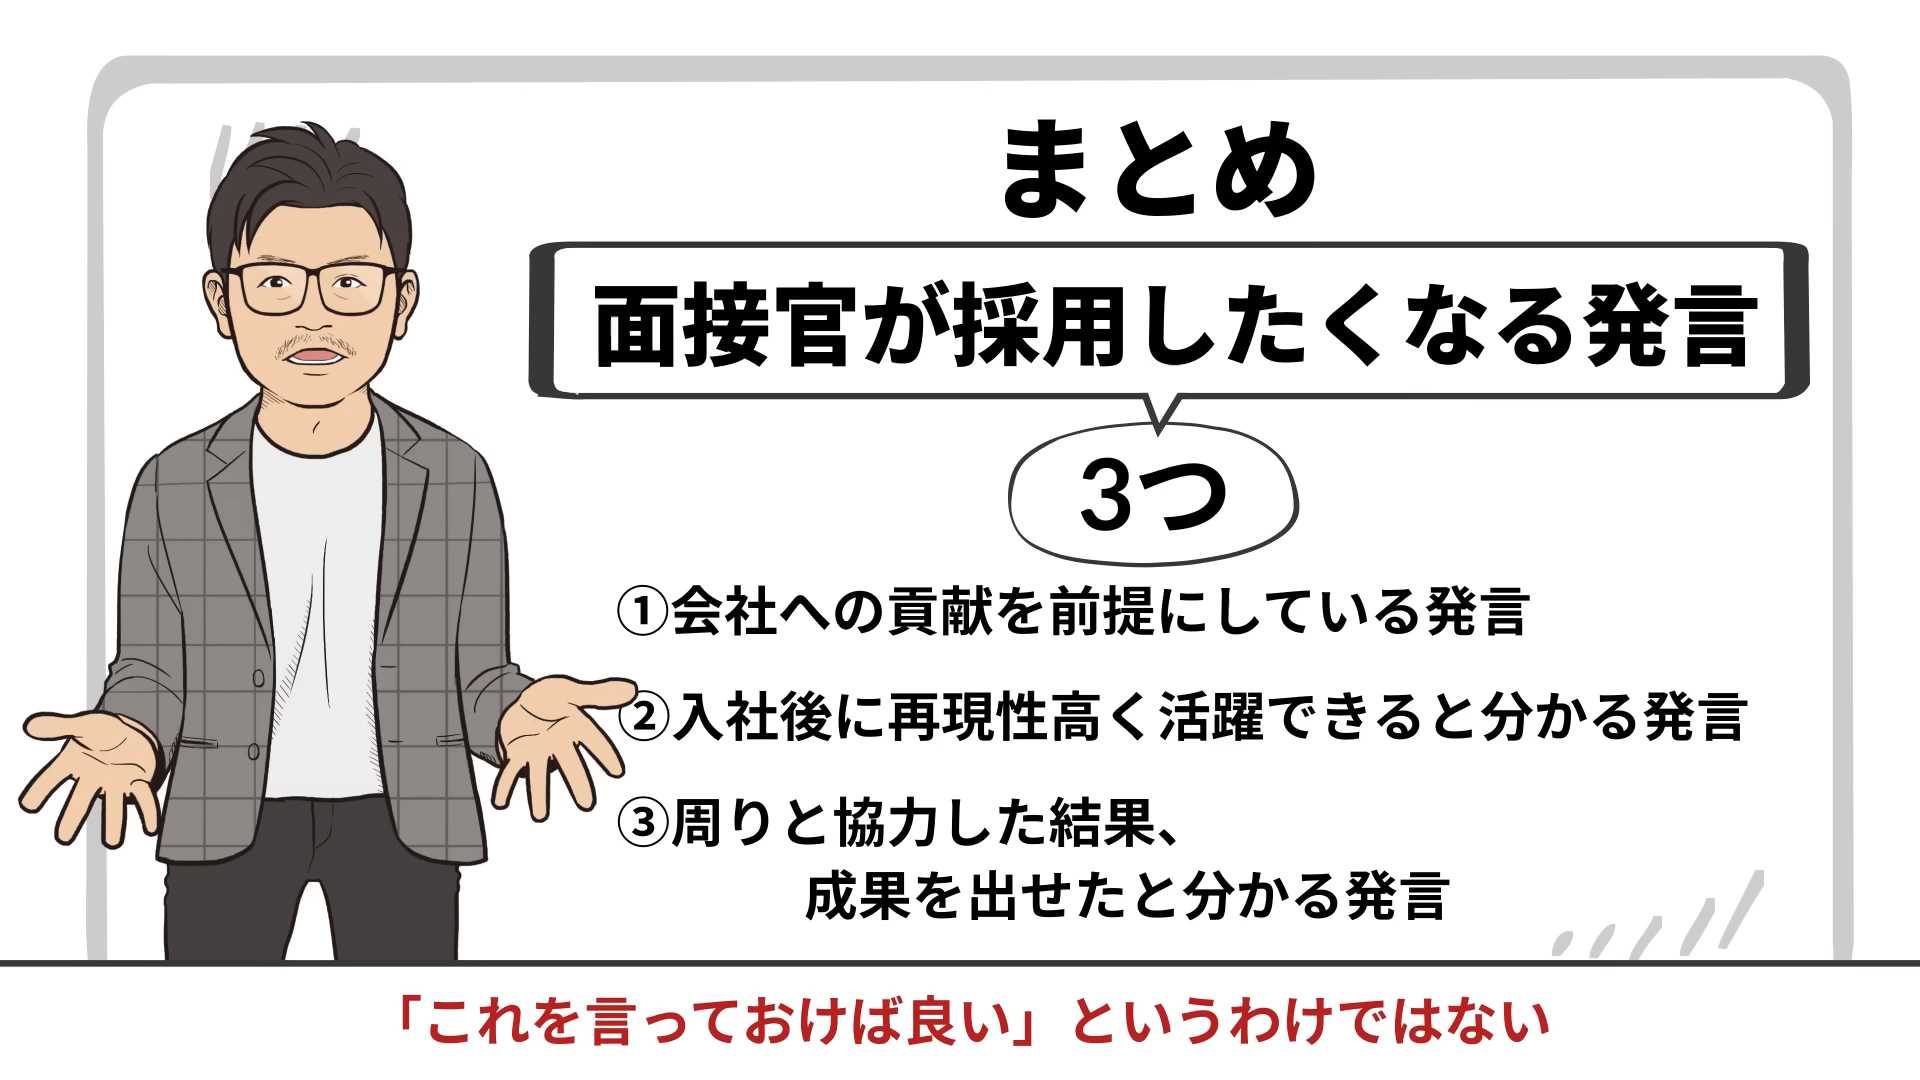 まとめ
面接官が採用したくなる発言
3つ
①会社への貢献を前提にしている発言
②入社後に再現性高く活躍できると分かる発言
③周りと協力した結果、
成果を出せたと分かる発言
「これを言っておけば良い」というわけではない